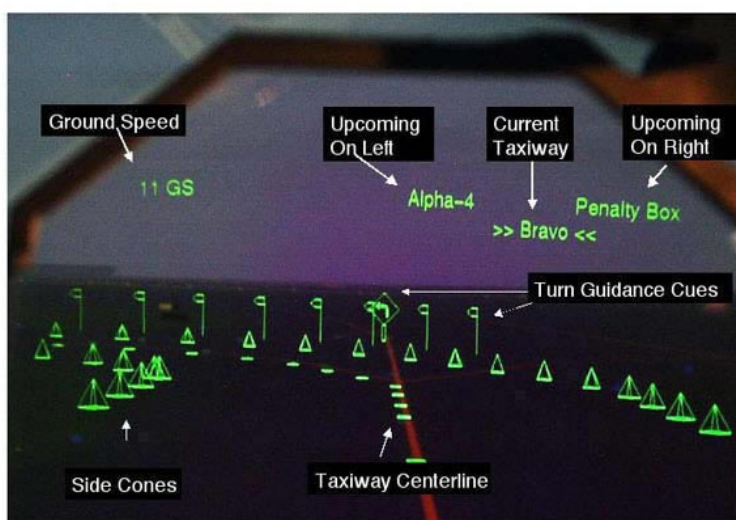 Ground Speed
Upcoming
On Left
Current
Taxiway
Upcoming
On Right
11 GS
Alpha-4
Penalty Box
>> Bravo <<
Turn Guidance Cues
Side Cones
Taxiway Centerline